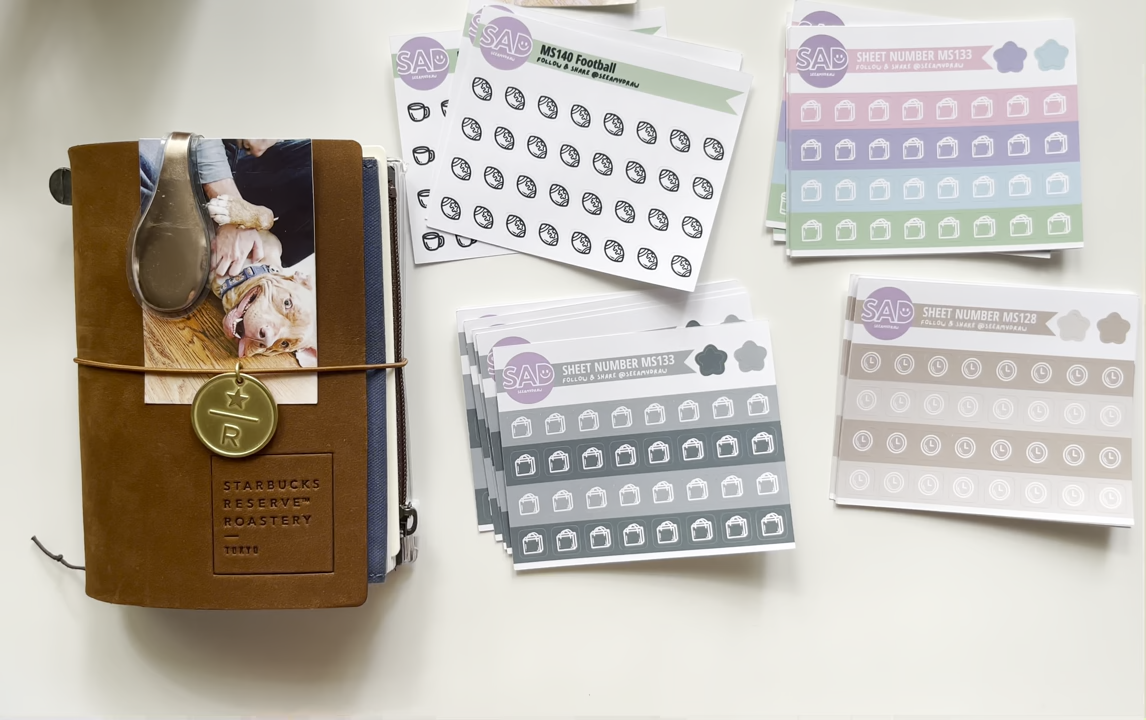 R
STARBUCKS
RESERVE™
ROASTERY
TOKYO
SAD
SAD
MS140 Football
FOLLOW & SHARE @SEEAMYDRAW
SAD
SHEET NUMBER MS133
FOLLOW & SHARE @SEEAMYDRAW
SAD
SHEET NUMBER MS133
FOLLOW & SHARE @SEEAMYDRAW
SAD
SHEET NUMBER MS128
FOLLOW & SHARE @SEEAMYDRAW